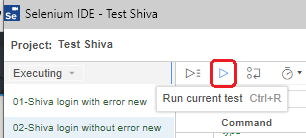 Se Selenium IDE - Test Shiva
Project: Test Shiva
Executing
Run current test Ctrl+R
01-Shiva login with error new
02-Shiva login without error new
Command